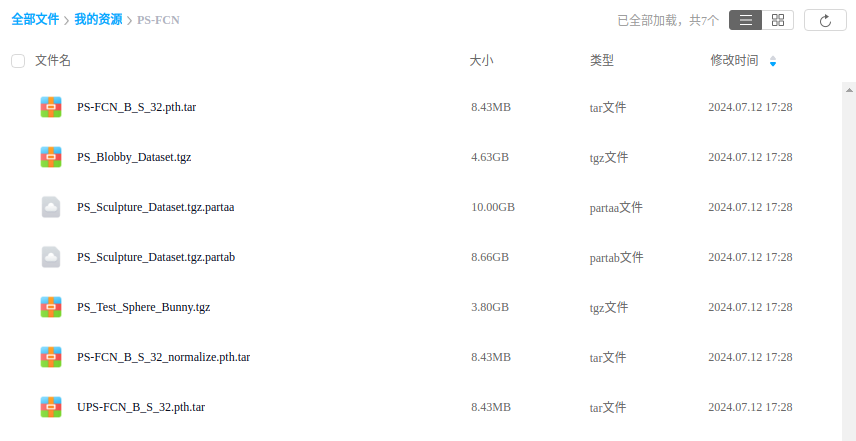 全部文件 > 我的资源 > PS-FCN 已全部加载，共7个
文件名 大小 类型 修改时间
PS-FCN_B_S_32.pth.tar 8.43MB tar文件 2024.07.12 17:28
PS_Blobby_Dataset.tgz 4.63GB tgz文件 2024.07.12 17:28
PS_Sculpture_Dataset.tgz.partaa 10.00GB partaa文件 2024.07.12 17:28
PS_Sculpture_Dataset.tgz.partab 8.66GB partab文件 2024.07.12 17:28
PS_Test_Sphere_Bunny.tgz 3.80GB tgz文件 2024.07.12 17:28
PS-FCN_B_S_32_normalize.pth.tar 8.43MB tar文件 2024.07.12 17:28
UPS-FCN_B_S_32.pth.tar 8.43MB tar文件 2024.07.12 17:28